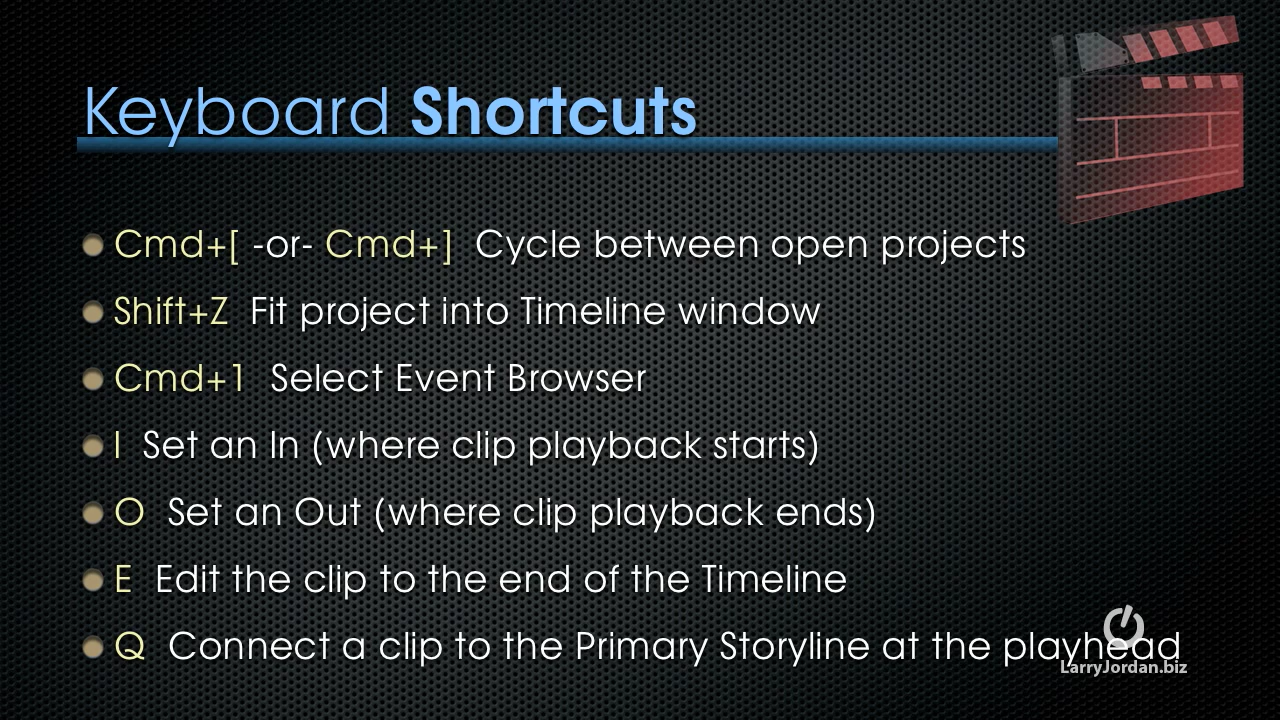 Keyboard Shortcuts
Cmd+[ -or- Cmd+] Cycle between open projects
Shift+Z Fit project into Timeline window
Cmd+1 Select Event Browser
I Set an In (where clip playback starts)
O Set an Out (where clip playback ends)
E Edit the clip to the end of the Timeline
Q Connect a clip to the Primary Storyline at the playhead
LarryJordan.biz